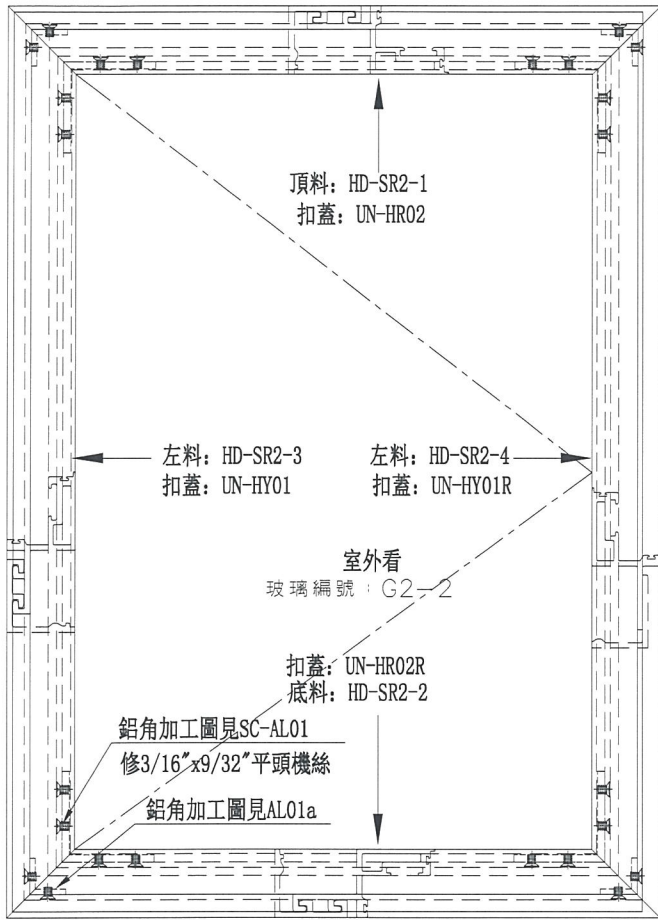 頂料: HD-SR2-1
扣蓋: UN-HR02
左料: HD-SR2-3
扣蓋: UN-HY01
左料: HD-SR2-4
扣蓋: UN-HY01R
室外看
玻璃編號：G2-2
扣蓋: UN-HR02R
底料: HD-SR2-2
鋁角加工圖見SC-AL01
修3/16"x9/32"平頭機絲
鋁角加工圖見AL01a